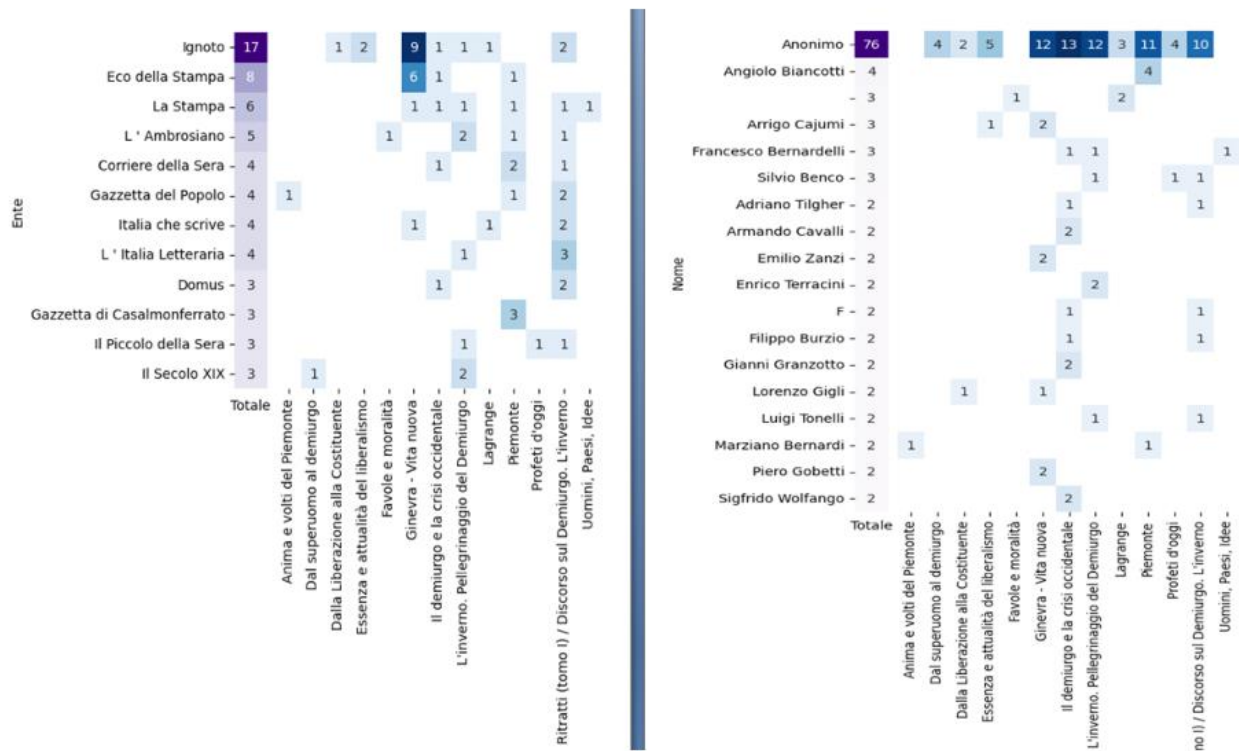 Ente
Ignoto 17 1 2 9 1 1 1 2
Eco della Stampa 8 6 1 1
La Stampa 6 1 1 1 1 1 1
L ' Ambrosiano 5 1 2 1 1
Corriere della Sera 4 1 2 1
Gazzetta del Popolo 4 1 1 2
Italia che scrive 4 1 1 2
L ' Italia Letteraria 4 1 3
Domus 3 1 2
Gazzetta di Casalmonferrato 3 3
Il Piccolo della Sera 3 1 1 1
Il Secolo XIX 3 1 2
Totale
Anima e volti del Piemonte
Dal superuomo al demiurgo
Dalla Liberazione alla Costituente
Essenza e attualità del liberalismo
Favole e moralità
Ginevra - Vita nuova
Il demiurgo e la crisi occidentale
L'inverno. Pellegrinaggio del Demiurgo
Lagrange
Piemonte
Profeti d'oggi
Ritratti (tomo I) / Discorso sul Demiurgo. L'inverno
Uomini, Paesi, Idee
Nome
Anonimo 76 4 2 5 12 13 12 3 11 4 10
Angiolo Biancotti 4 4
3 1 2
Arrigo Cajumi 3 1 2
Francesco Bernardelli 3 1 1 1
Silvio Benco 3 1 1 1
Adriano Tilgher 2 1 1
Armando Cavalli 2 2
Emilio Zanzi 2 2
Enrico Terracini 2 2
F 2 1 1
Filippo Burzio 2 1 1
Gianni Granzotto 2 2
Lorenzo Gigli 2 1 1
Luigi Tonelli 2 1 1
Marziano Bernardi 2 1 1
Piero Gobetti 2 2
Sigfrido Wolfango 2 2
Totale
Anima e volti del Piemonte
Dal superuomo al demiurgo
Dalla Liberazione alla Costituente
Essenza e attualità del liberalismo
Favole e moralità
Ginevra - Vita nuova
Il demiurgo e la crisi occidentale
L'inverno. Pellegrinaggio del Demiurgo
Lagrange
Piemonte
Profeti d'oggi
no I) / Discorso sul Demiurgo. L'inverno
Uomini, Paesi, Idee